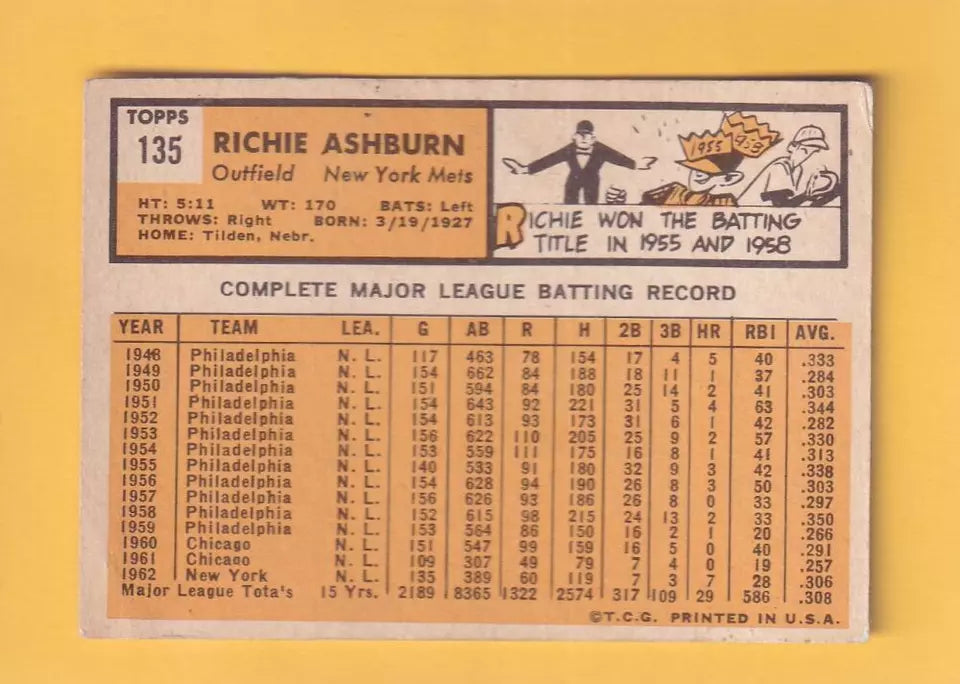 TOPPS
135
RICHIE ASHBURN
Outfield New York Mets
HT: 5:11 WT: 170 BATS: Left
THROWS: Right BORN: 3/19/1927
HOME: Tilden, Nebr.
1955 1958
RICHIE WON THE BATTING
TITLE IN 1955 AND 1958
COMPLETE MAJOR LEAGUE BATTING RECORD
YEAR TEAM LEA. G AB R H 2B 3B HR RBI AVG.
1948 Philadelphia N. L. 117 463 78 154 17 4 5 40 .333
1949 Philadelphia N. L. 154 662 84 188 18 11 1 37 .284
1950 Philadelphia N. L. 151 594 84 180 25 14 2 41 .303
1951 Philadelphia N. L. 154 643 92 221 31 5 4 63 .344
1952 Philadelphia N. L. 154 613 93 173 31 6 1 42 .282
1953 Philadelphia N. L. 156 622 110 205 25 9 2 57 .330
1954 Philadelphia N. L. 153 559 111 175 16 8 1 41 .313
1955 Philadelphia N. L. 140 533 91 180 32 9 3 42 .338
1956 Philadelphia N. L. 154 628 94 190 26 8 3 50 .303
1957 Philadelphia N. L. 156 626 93 186 26 8 0 33 .297
1958 Philadelphia N. L. 152 615 98 215 24 13 2 33 .350
1959 Philadelphia N. L. 153 564 86 150 16 2 1 20 .266
1960 Chicago N. L. 151 547 99 159 16 5 0 40 .291
1961 Chicago N. L. 109 307 49 79 7 4 0 19 .257
1962 New York N. L. 135 389 60 119 7 3 7 28 .306
Major League Tota's 15 Yrs. 2189 8365 1322 2574 317 109 29 586 .308
©T.C.G. PRINTED IN U.S.A.